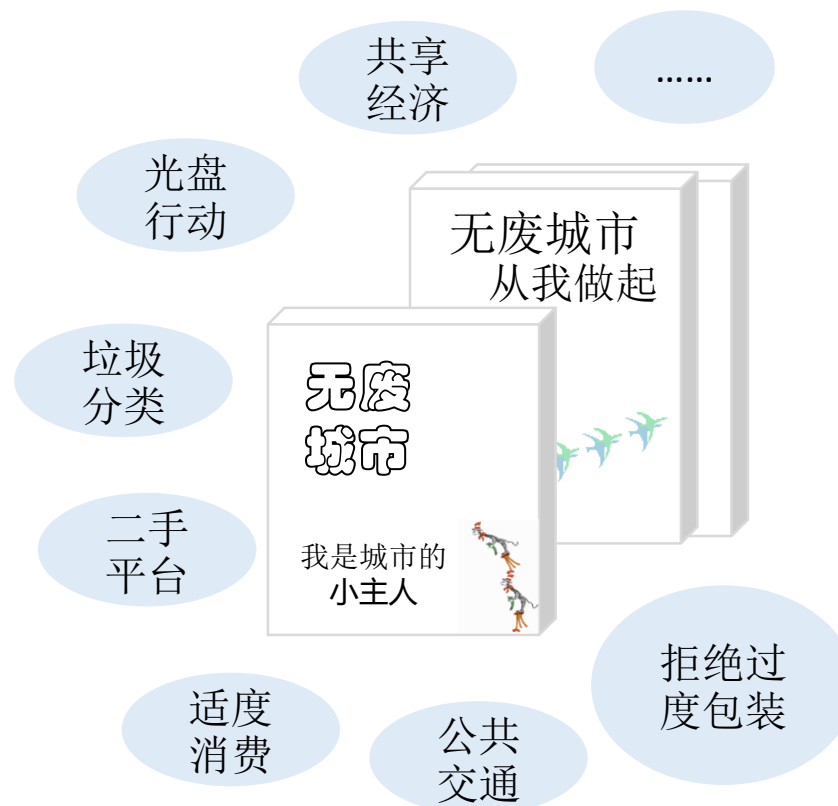 共享
经济
……
光盘
行动
无废城市
从我做起
垃圾
分类
无废
城市
二手
平台
我是城市的
小主人
拒绝过
度包装
适度
消费
公共
交通